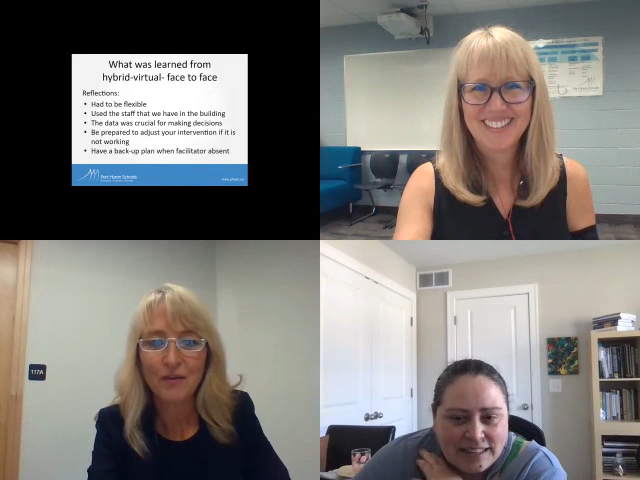 What was learned from
hybrid-virtual- face to face
Reflections:
• Had to be flexible
• Used the staff that we have in the building
• The data was crucial for making decisions
• Be prepared to adjust your intervention if it is
not working
• Have a back-up plan when facilitator absent
Port Huron Schools
117A